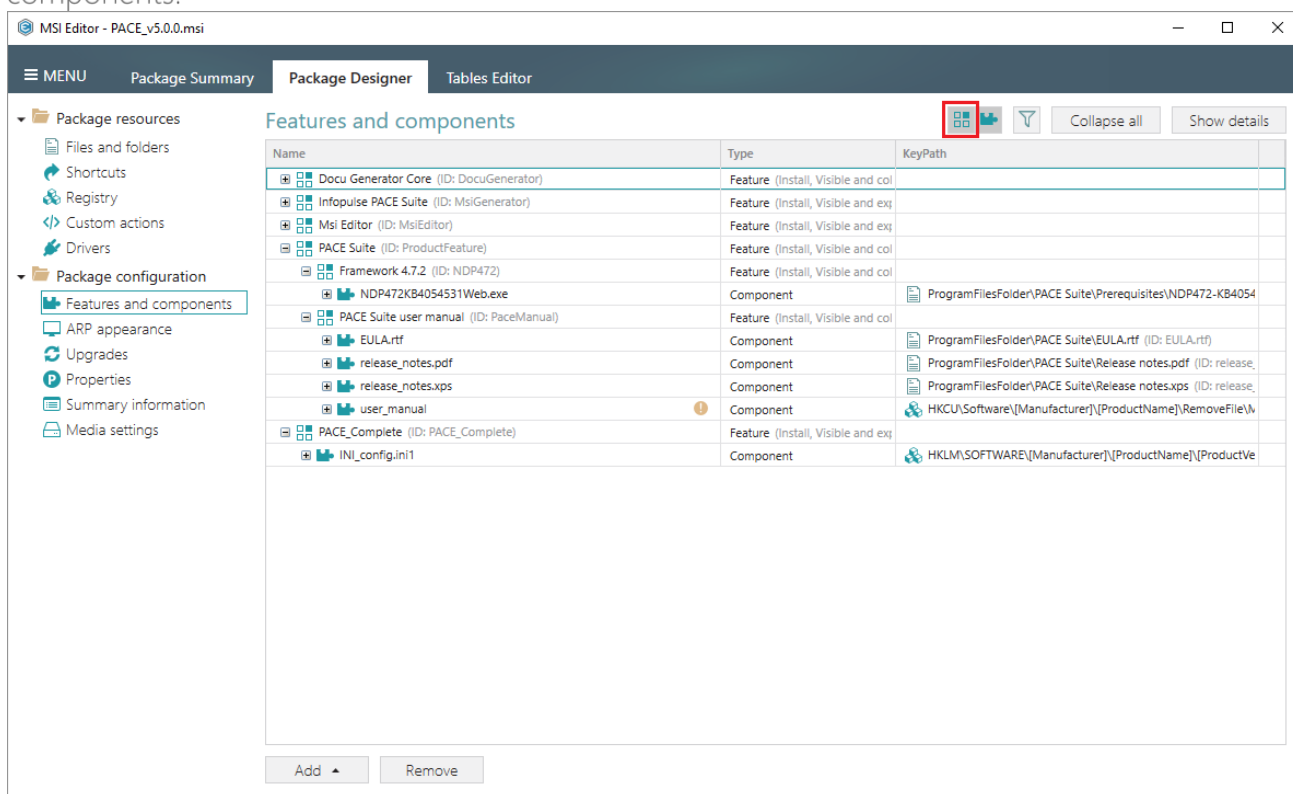 components.
MSI Editor - PACE_v5.0.0.msi
MENU Package Summary Package Designer Tables Editor
Package resources
Files and folders
Shortcuts
Registry
Custom actions
Drivers
Package configuration
Features and components
ARP appearance
Upgrades
Properties
Summary information
Media settings
Features and components Collapse all Show details
Name Type KeyPath
Docu Generator Core (ID: DocuGenerator) Feature (Install, Visible and col
Infopulse PACE Suite (ID: MsiGenerator) Feature (Install, Visible and exp
Msi Editor (ID: MsiEditor) Feature (Install, Visible and exp
PACE Suite (ID: ProductFeature) Feature (Install, Visible and col
Framework 4.7.2 (ID: NDP472) Feature (Install, Visible and col
NDP472KB4054531Web.exe Component ProgramFilesFolder\PACE Suite\Prerequisites\NDP472-KB4054
PACE Suite user manual (ID: PaceManual) Feature (Install, Visible and col
EULA.rtf Component ProgramFilesFolder\PACE Suite\EULA.rtf (ID: EULA.rtf)
release_notes.pdf Component ProgramFilesFolder\PACE Suite\Release notes.pdf (ID: release_
release_notes.xps Component ProgramFilesFolder\PACE Suite\Release notes.xps (ID: release_
user_manual Component HKCU\Software\[Manufacturer]\[ProductName]\RemoveFile\
PACE_Complete (ID: PACE_Complete) Feature (Install, Visible and exp
INI_config.ini1 Component HKLM\SOFTWARE\[Manufacturer]\[ProductName]\[ProductVe
Add Remove